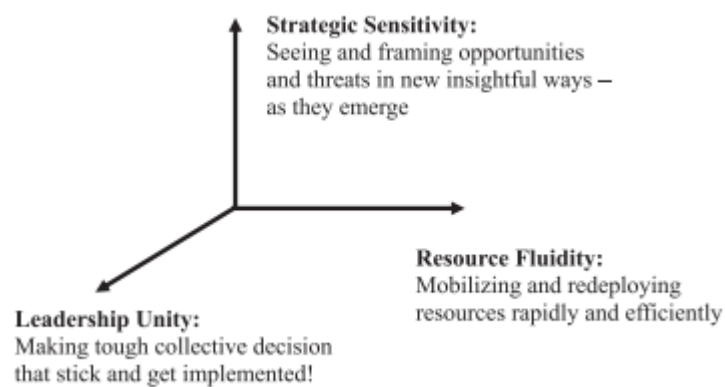 Strategic Sensitivity:
Seeing and framing opportunities
and threats in new insightful ways –
as they emerge
Resource Fluidity:
Mobilizing and redeploying
resources rapidly and efficiently
Leadership Unity:
Making tough collective decision
that stick and get implemented!